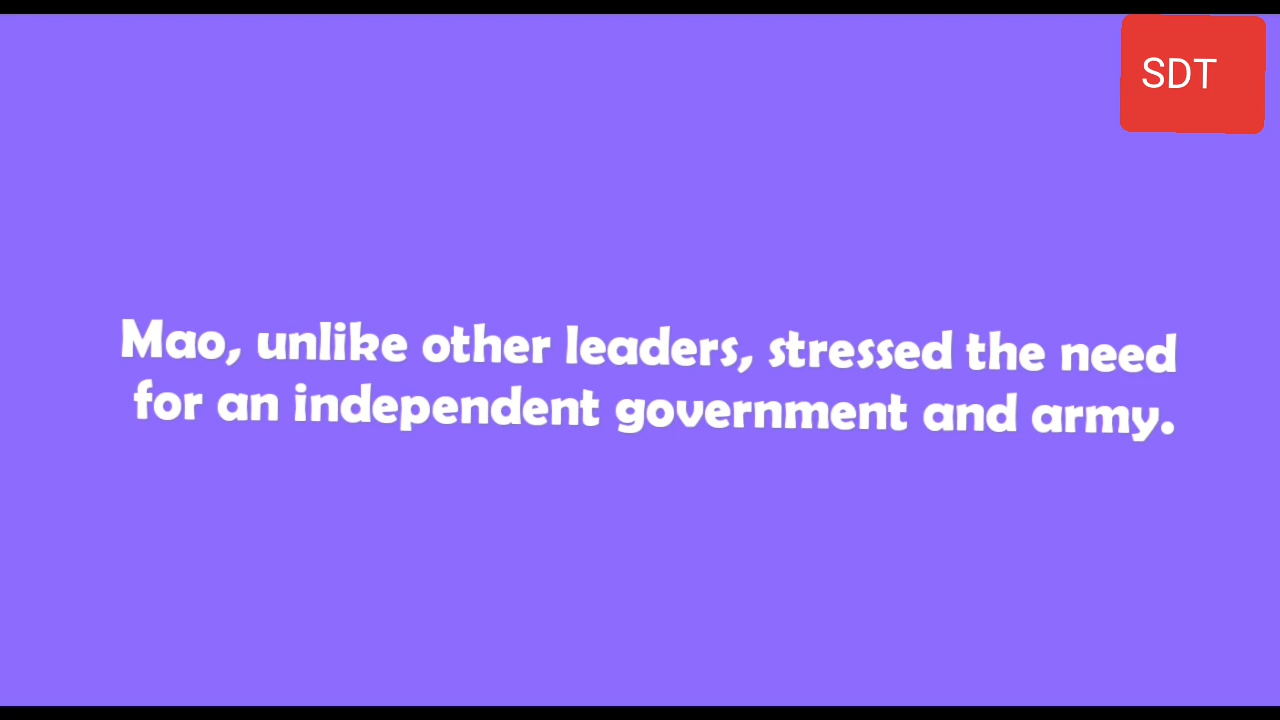 SDT
Mao, unlike other leaders, stressed the need
for an independent government and army.